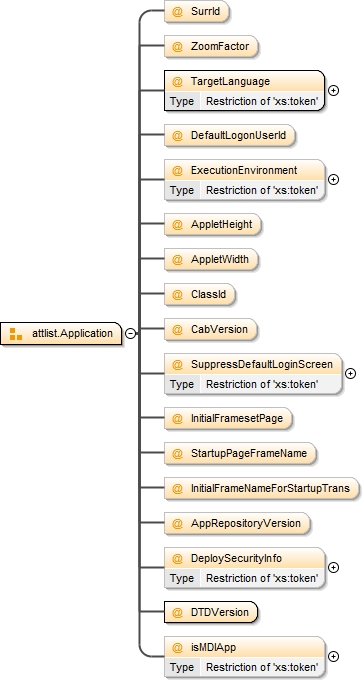 @ SurrId
@ ZoomFactor
@ TargetLanguage
Type Restriction of 'xs:token'
@ DefaultLogonUserId
@ ExecutionEnvironment
Type Restriction of 'xs:token'
@ AppletHeight
@ AppletWidth
@ ClassId
attlist.Application
@ CabVersion
@ SuppressDefaultLoginScreen
Type Restriction of 'xs:token'
@ InitialFramesetPage
@ StartupPageFrameName
@ InitialFrameNameForStartupTrans
@ AppRepositoryVersion
@ DeploySecurityInfo
Type Restriction of 'xs:token'
@ DTDVersion
@ isMDIApp
Type Restriction of 'xs:token'